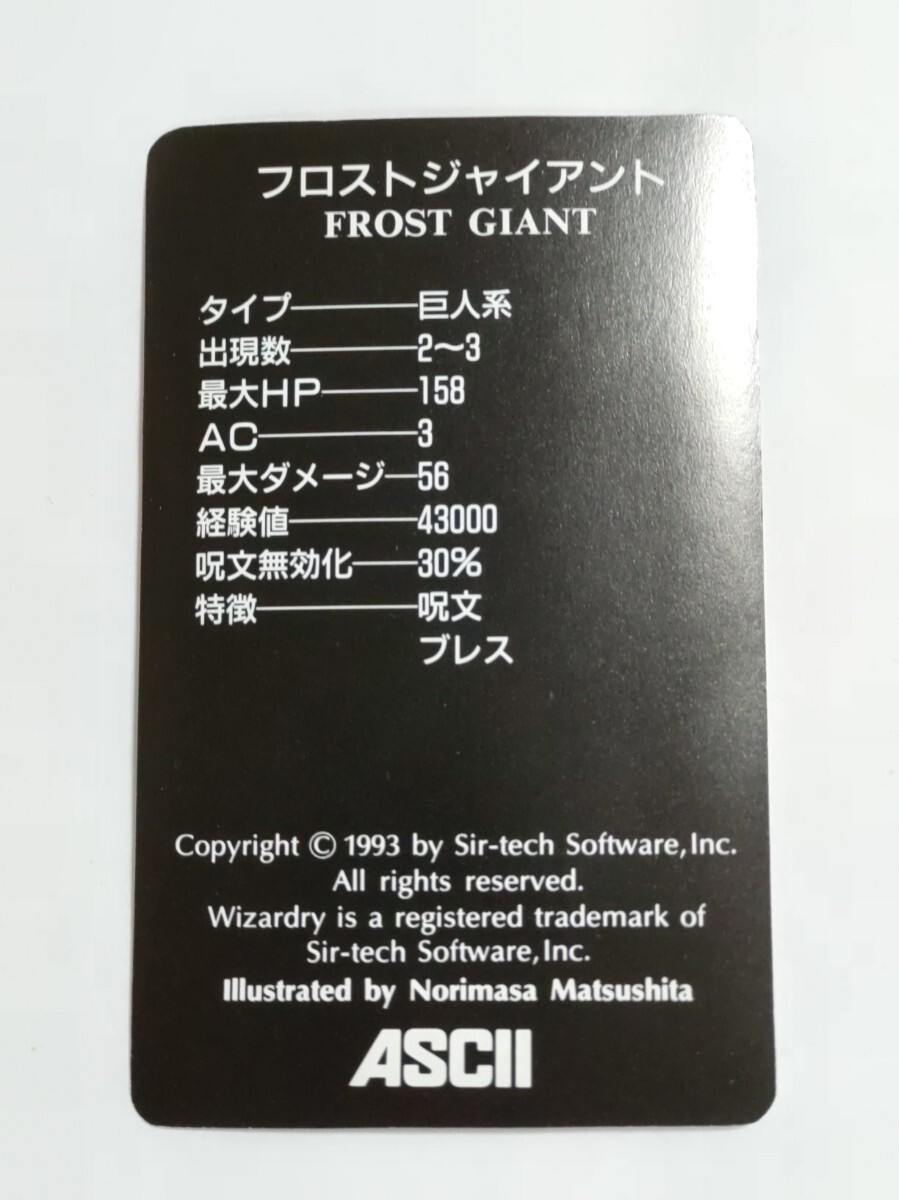 フロストジャイアント
FROST GIANT
タイプ―――巨人系
出現数―――2〜3
最大HP―――158
AC―――3
最大ダメージ―56
経験値―――43000
呪文無効化――30%
特徴―――呪文
ブレス
Copyright © 1993 by Sir-tech Software,Inc.
All rights reserved.
Wizardry is a registered trademark of
Sir-tech Software,Inc.
Illustrated by Norimasa Matsushita
ASCII